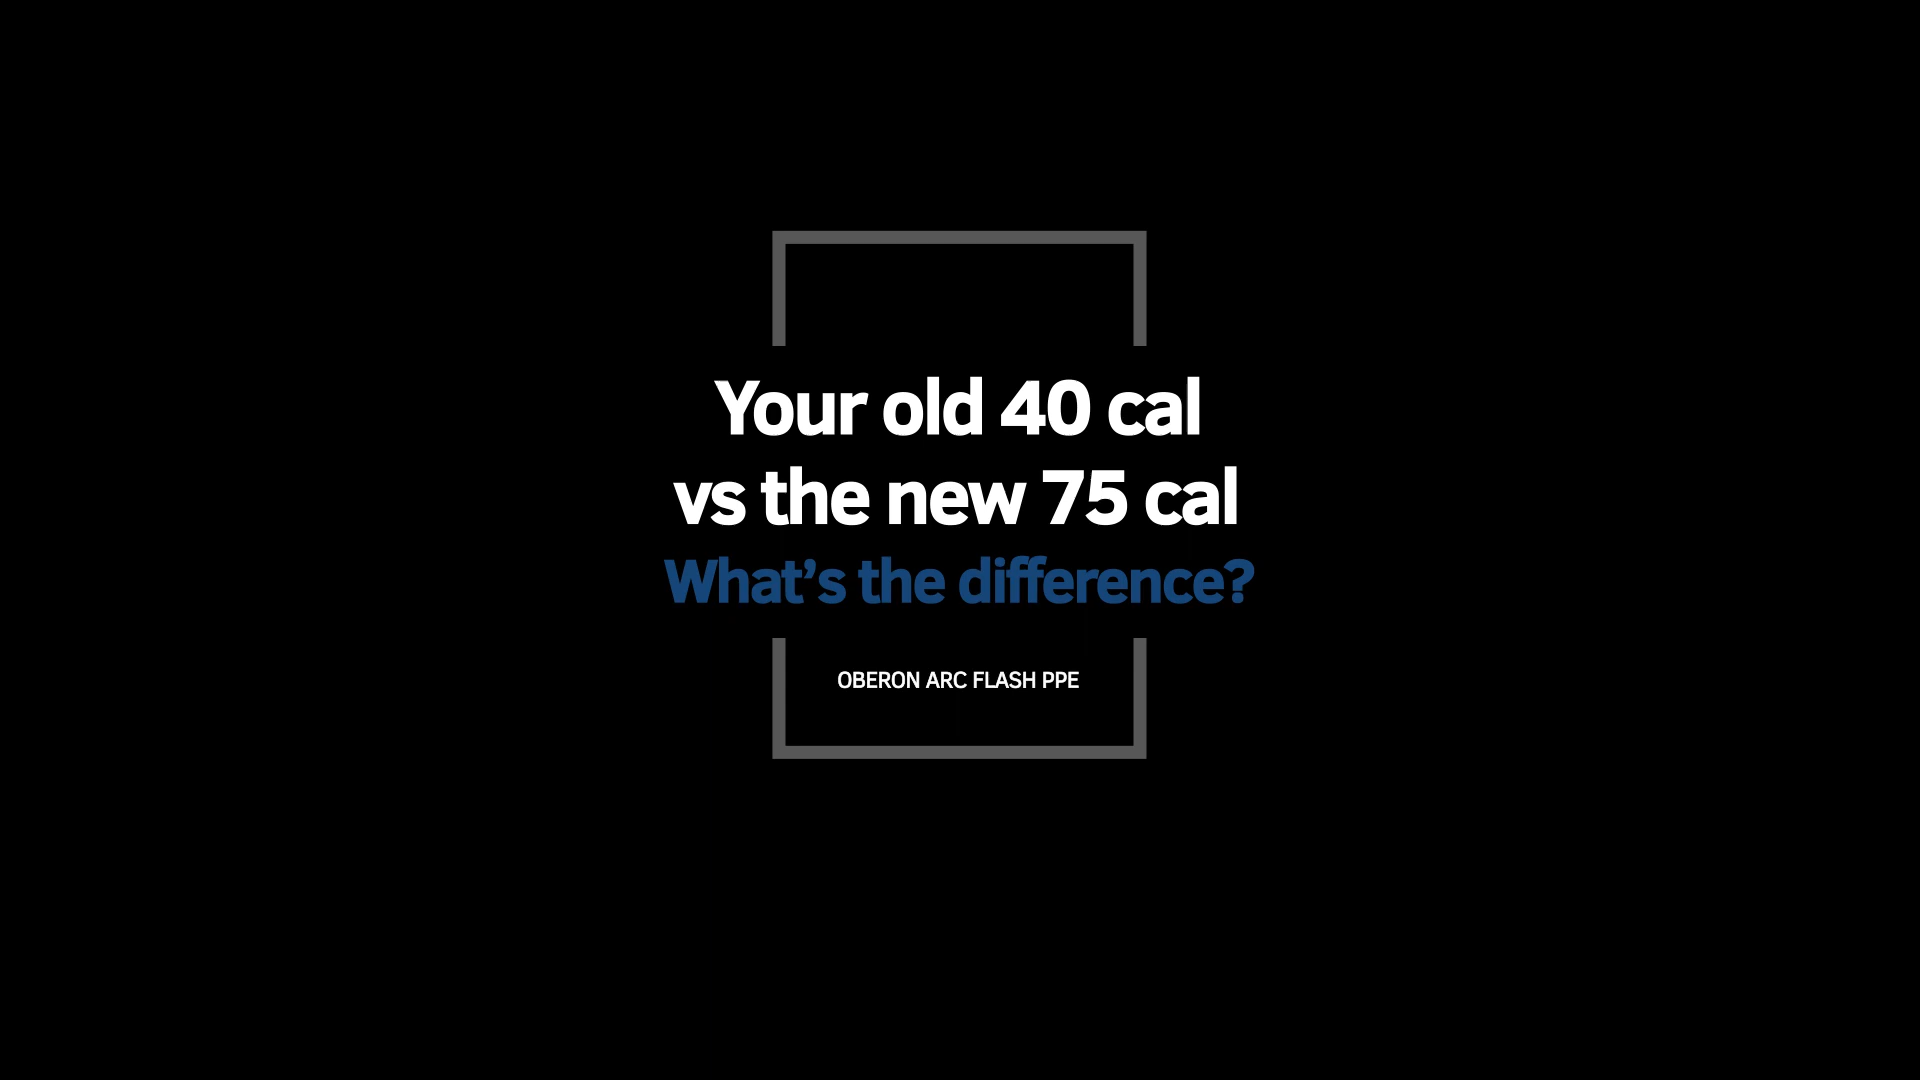 Your old 40 cal
vs the new 75 cal
What’s the difference?
OBERON ARC FLASH PPE